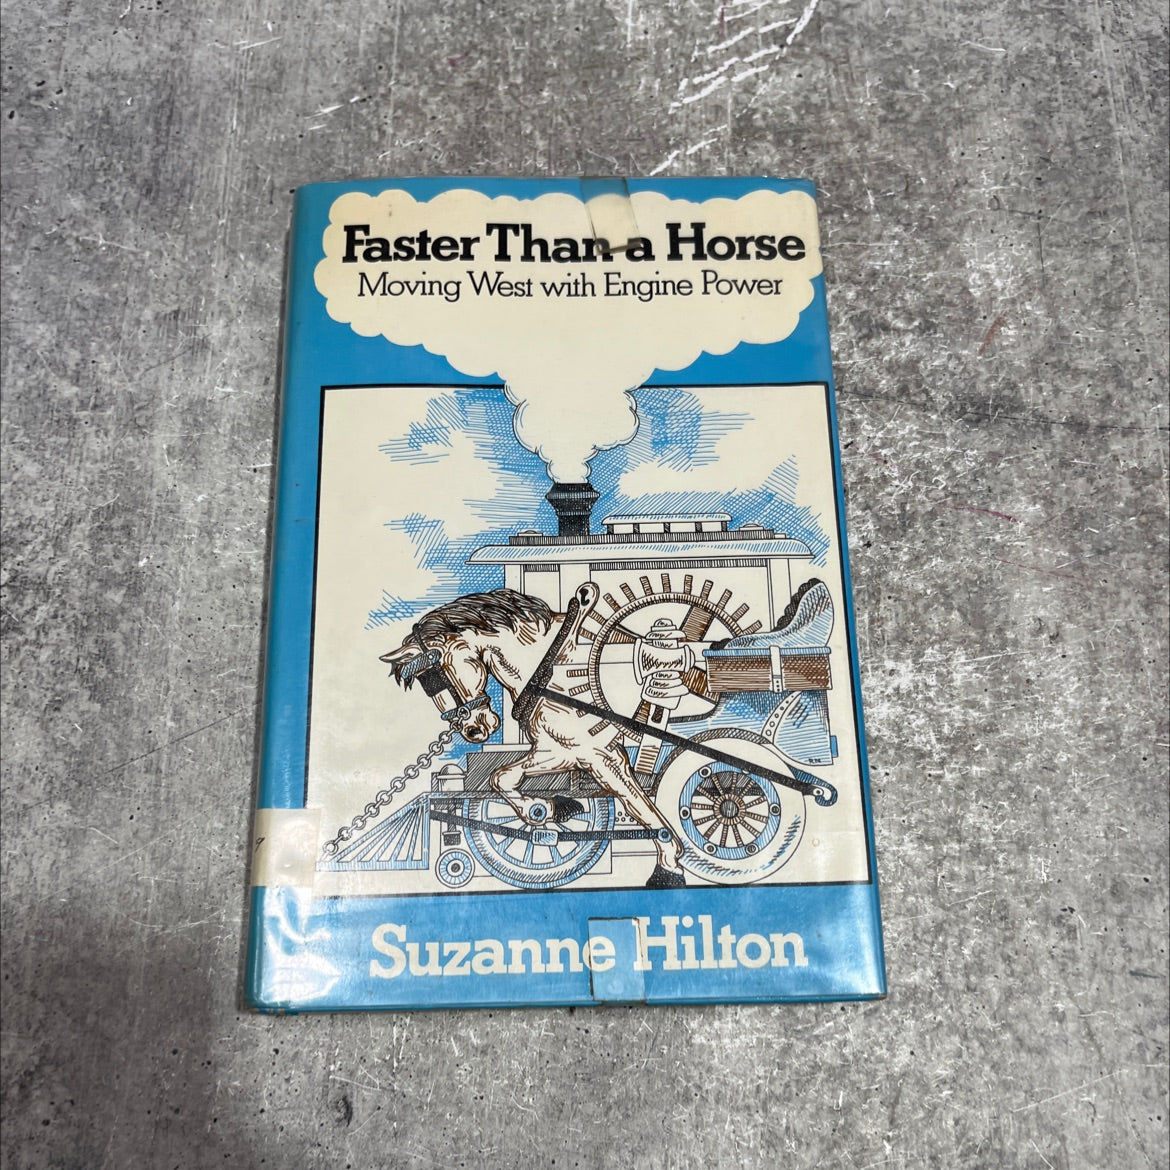 Faster Than a Horse
Moving West with Engine Power
Suzanne Hilton